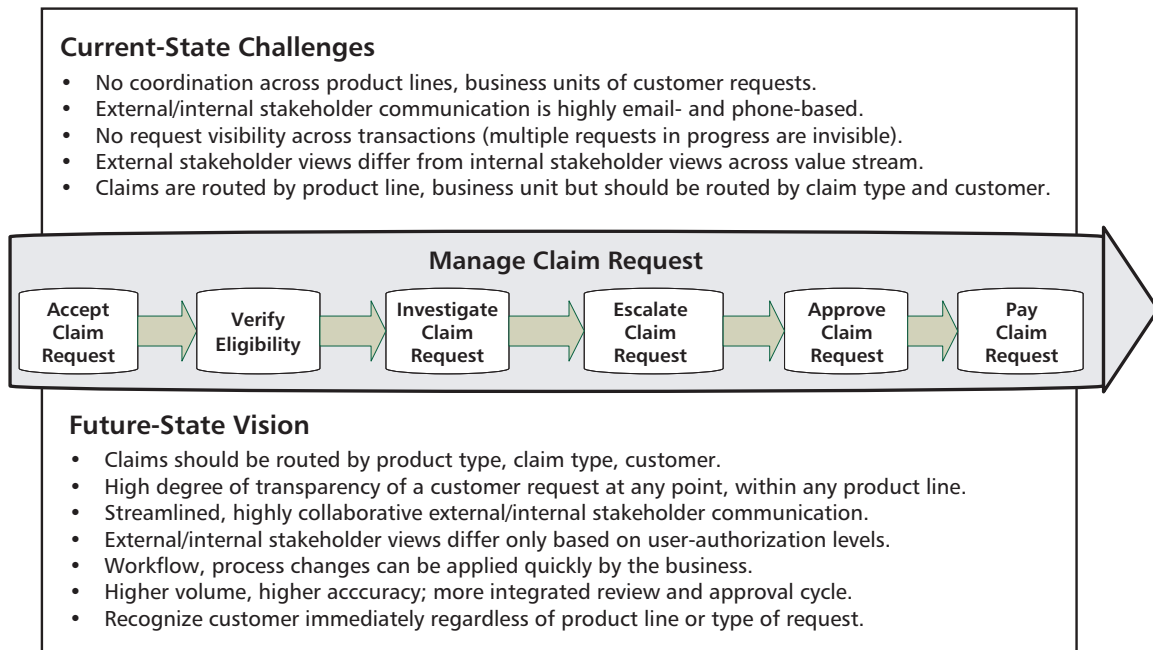 Current-State Challenges
• No coordination across product lines, business units of customer requests.
• External/internal stakeholder communication is highly email- and phone-based.
• No request visibility across transactions (multiple requests in progress are invisible).
• External stakeholder views differ from internal stakeholder views across value stream.
• Claims are routed by product line, business unit but should be routed by claim type and customer.
Manage Claim Request
Accept
Claim
Request
Verify
Eligibility
Investigate
Claim
Request
Escalate
Claim
Request
Approve
Claim
Request
Pay
Claim
Request
Future-State Vision
• Claims should be routed by product type, claim type, customer.
• High degree of transparency of a customer request at any point, within any product line.
• Streamlined, highly collaborative external/internal stakeholder communication.
• External/internal stakeholder views differ only based on user-authorization levels.
• Workflow, process changes can be applied quickly by the business.
• Higher volume, higher acccuracy; more integrated review and approval cycle.
• Recognize customer immediately regardless of product line or type of request.